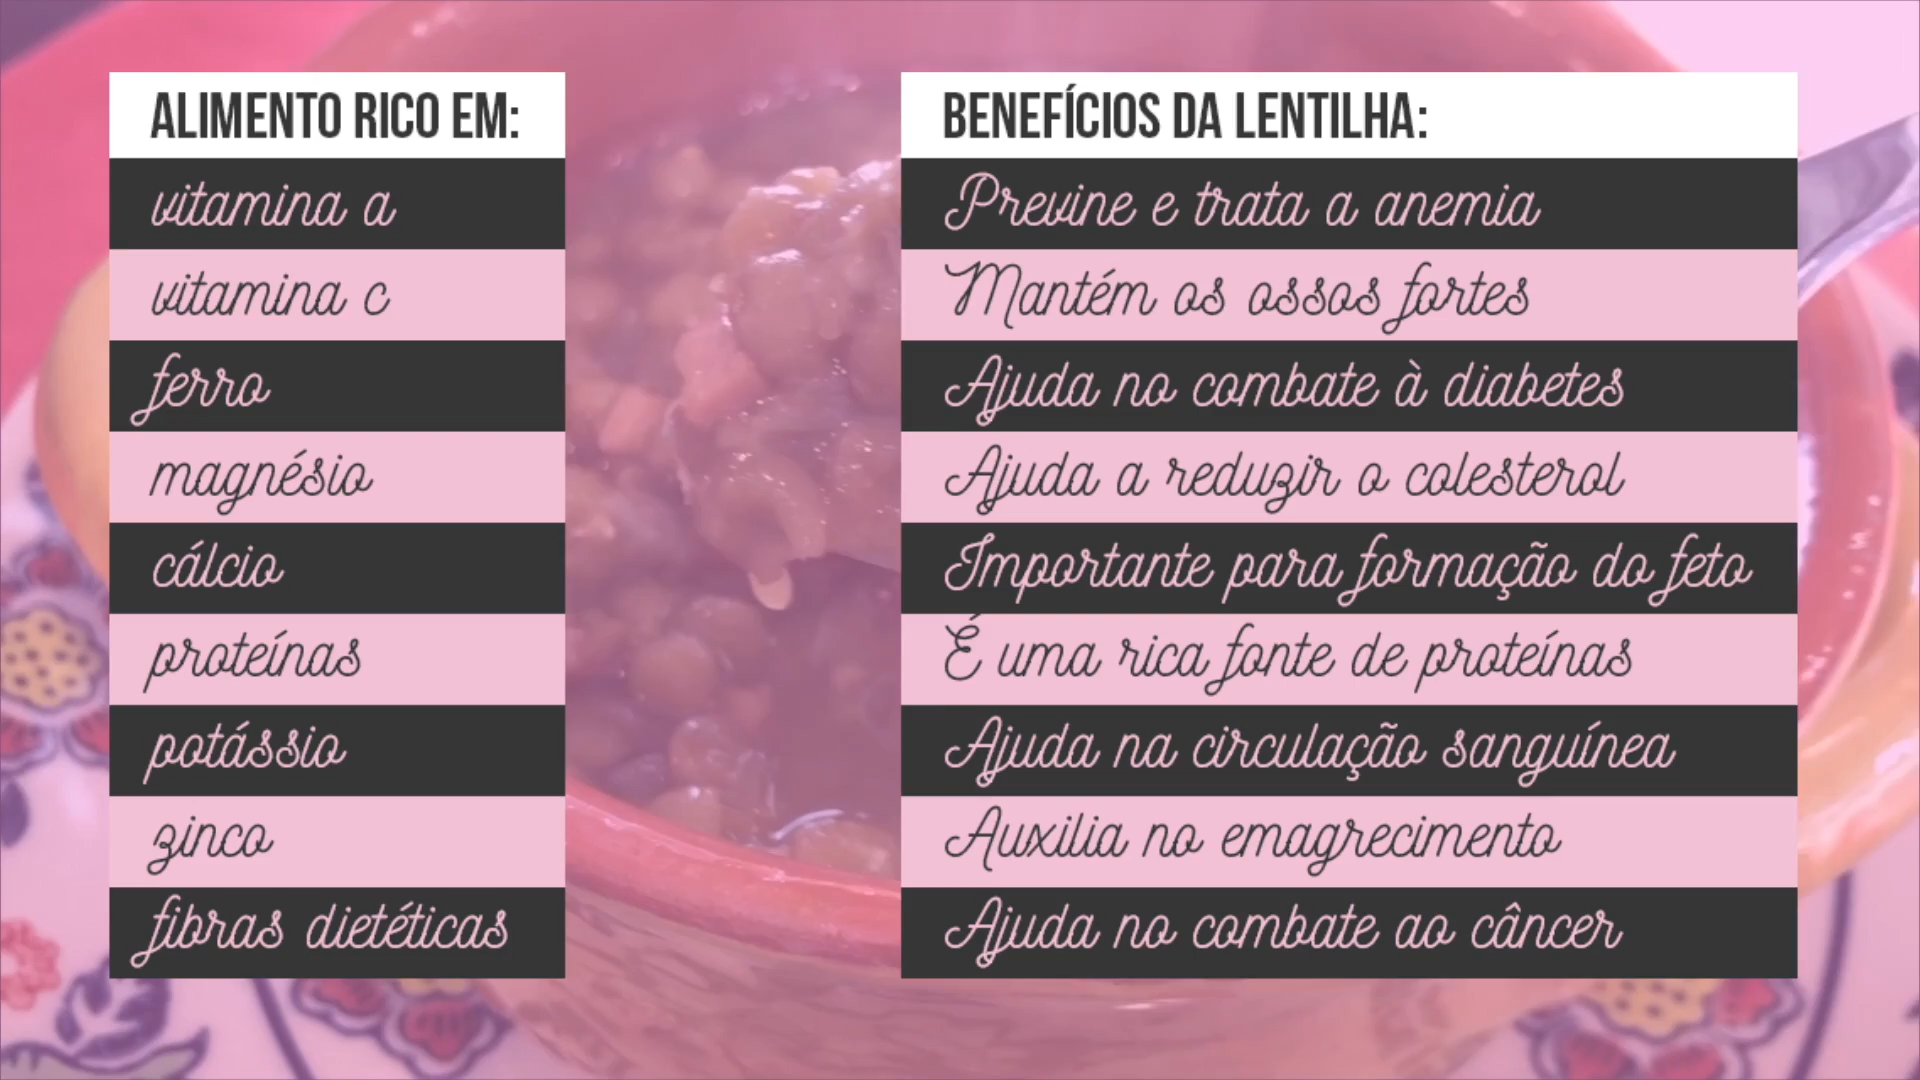 ALIMENTO RICO EM:
vitamina a
vitamina c
ferro
magnésio
cálcio
proteínas
potássio
zinco
fibras dietéticas
BENEFÍCIOS DA LENTILHA:
Previne e trata a anemia
Mantém os ossos fortes
Ajuda no combate à diabetes
Ajuda a reduzir o colesterol
Importante para formação do feto
É uma rica fonte de proteínas
Ajuda na circulação sanguínea
Auxilia no emagrecimento
Ajuda no combate ao câncer